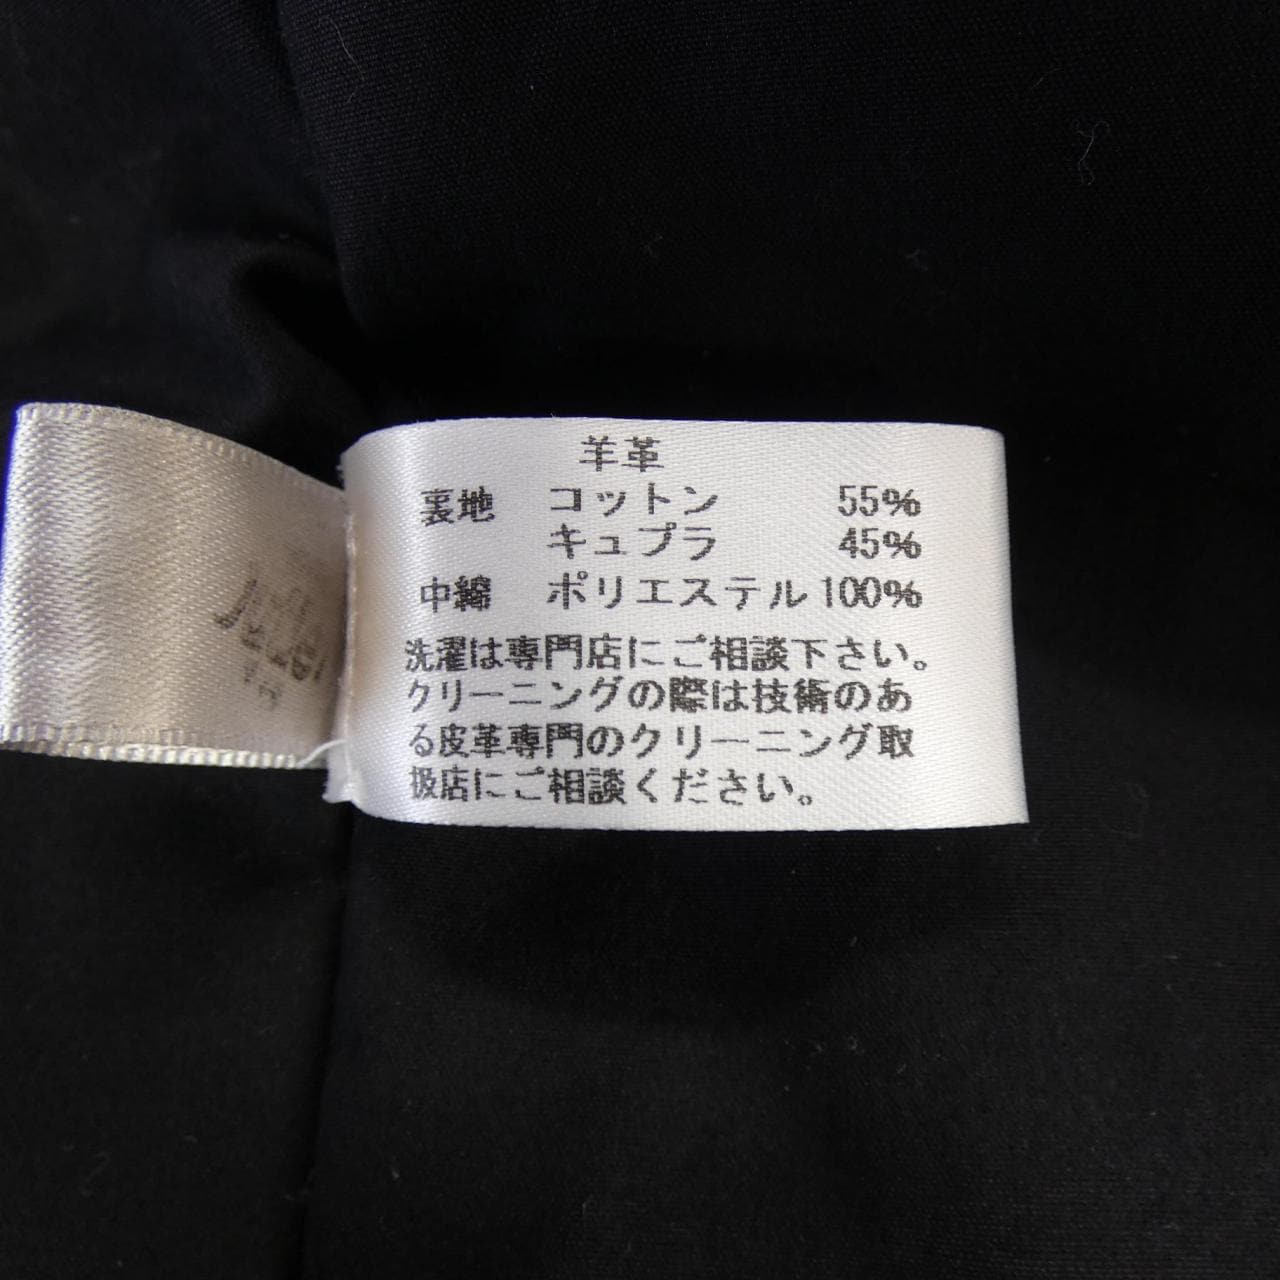 羊革
裏地 コットン 55%
キュプラ 45%
中綿 ポリエステル 100%
洗濯は専門店にご相談下さい。
クリーニングの際は技術のあ
る皮革専門のクリーニング取
扱店にご相談ください。